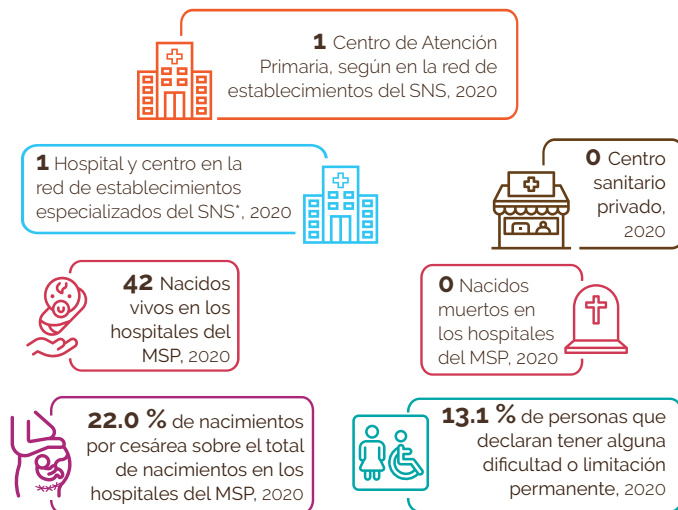 1 Centro de Atención
Primaria, según en la red de
establecimientos del SNS, 2020
1 Hospital y centro en la
red de establecimientos
especializados del SNS*, 2020
0 Centro
sanitario
privado,
2020
42 Nacidos
vivos en los
hospitales del
MSP, 2020
0 Nacidos
muertos en
los hospitales
del MSP, 2020
22.0 % de nacimientos
por cesárea sobre el total
de nacimientos en los
hospitales del MSP, 2020
13.1 % de personas que
declaran tener alguna
dificultad o limitación
permanente, 2020